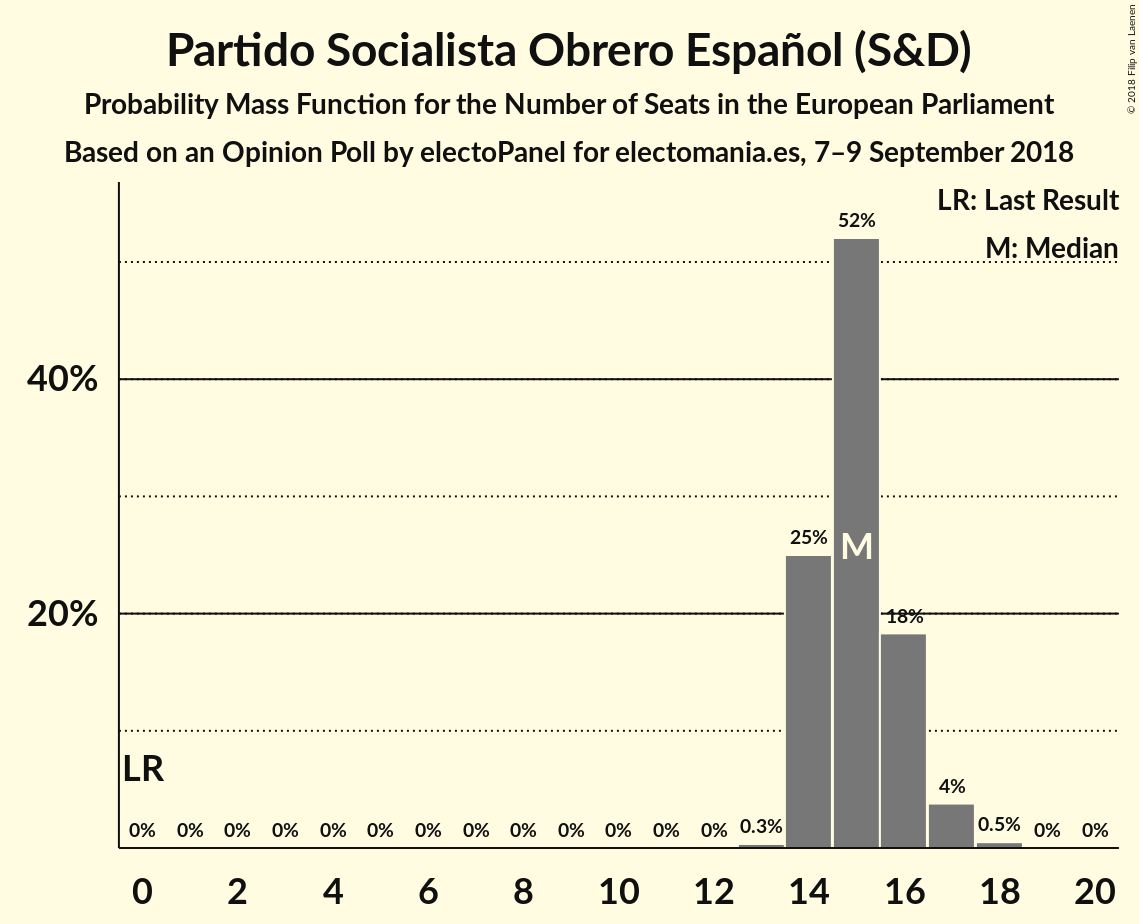 Partido Socialista Obrero Español (S&D)
Probability Mass Function for the Number of Seats in the European Parliament
Based on an Opinion Poll by electoPanel for electomania.es, 7–9 September 2018
© 2018 Filip van Laenen
LR: Last Result
M: Median
52%
40%
25%
M
20%
18%
LR
4%
0% 0% 0% 0% 0% 0% 0% 0% 0% 0% 0% 0% 0% 0.3% 0.5% 0% 0%
0 2 4 6 8 10 12 14 16 18 20